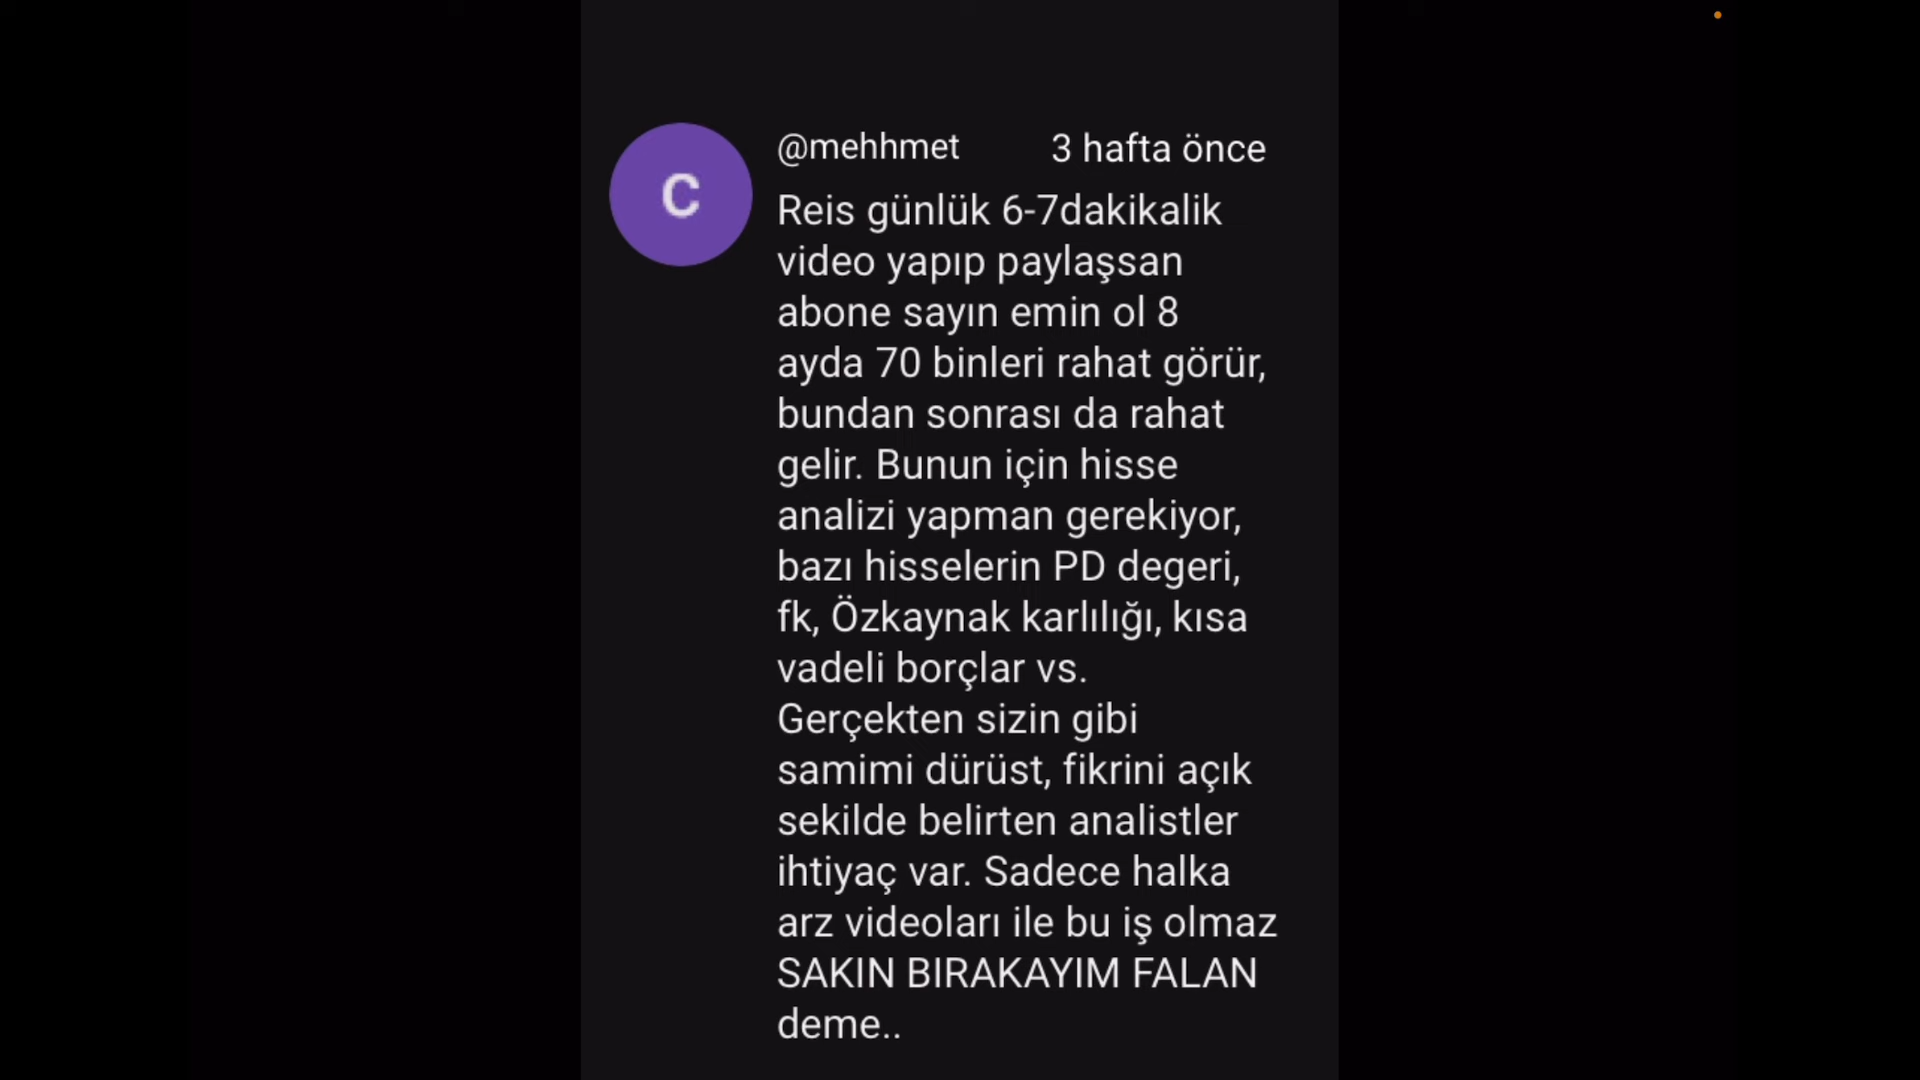 C
@mehhmet 3 hafta önce
Reis günlük 6-7dakikalik
video yapıp paylaşsan
abone sayın emin ol 8
ayda 70 binleri rahat görür,
bundan sonrası da rahat
gelir. Bunun için hisse
analizi yapman gerekiyor,
bazı hisselerin PD degeri,
fk, Özkaynak karlılığı, kısa
vadeli borçlar vs.
Gerçekten sizin gibi
samimi dürüst, fikrini açık
sekilde belirten analistler
ihtiyaç var. Sadece halka
arz videoları ile bu iş olmaz
SAKIN BIRAKAYIM FALAN
deme..